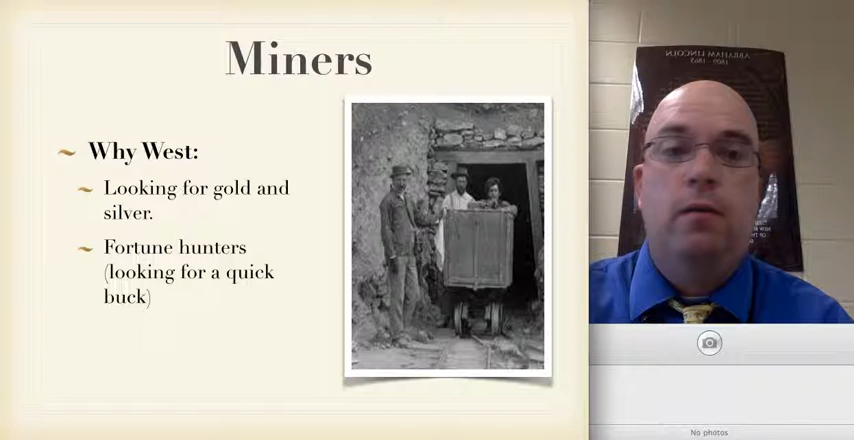 Miners
Why West:
Looking for gold and
silver.
Fortune hunters
(looking for a quick
buck)
ABRAHAM LINCOLN
1809 - 1865
No photos